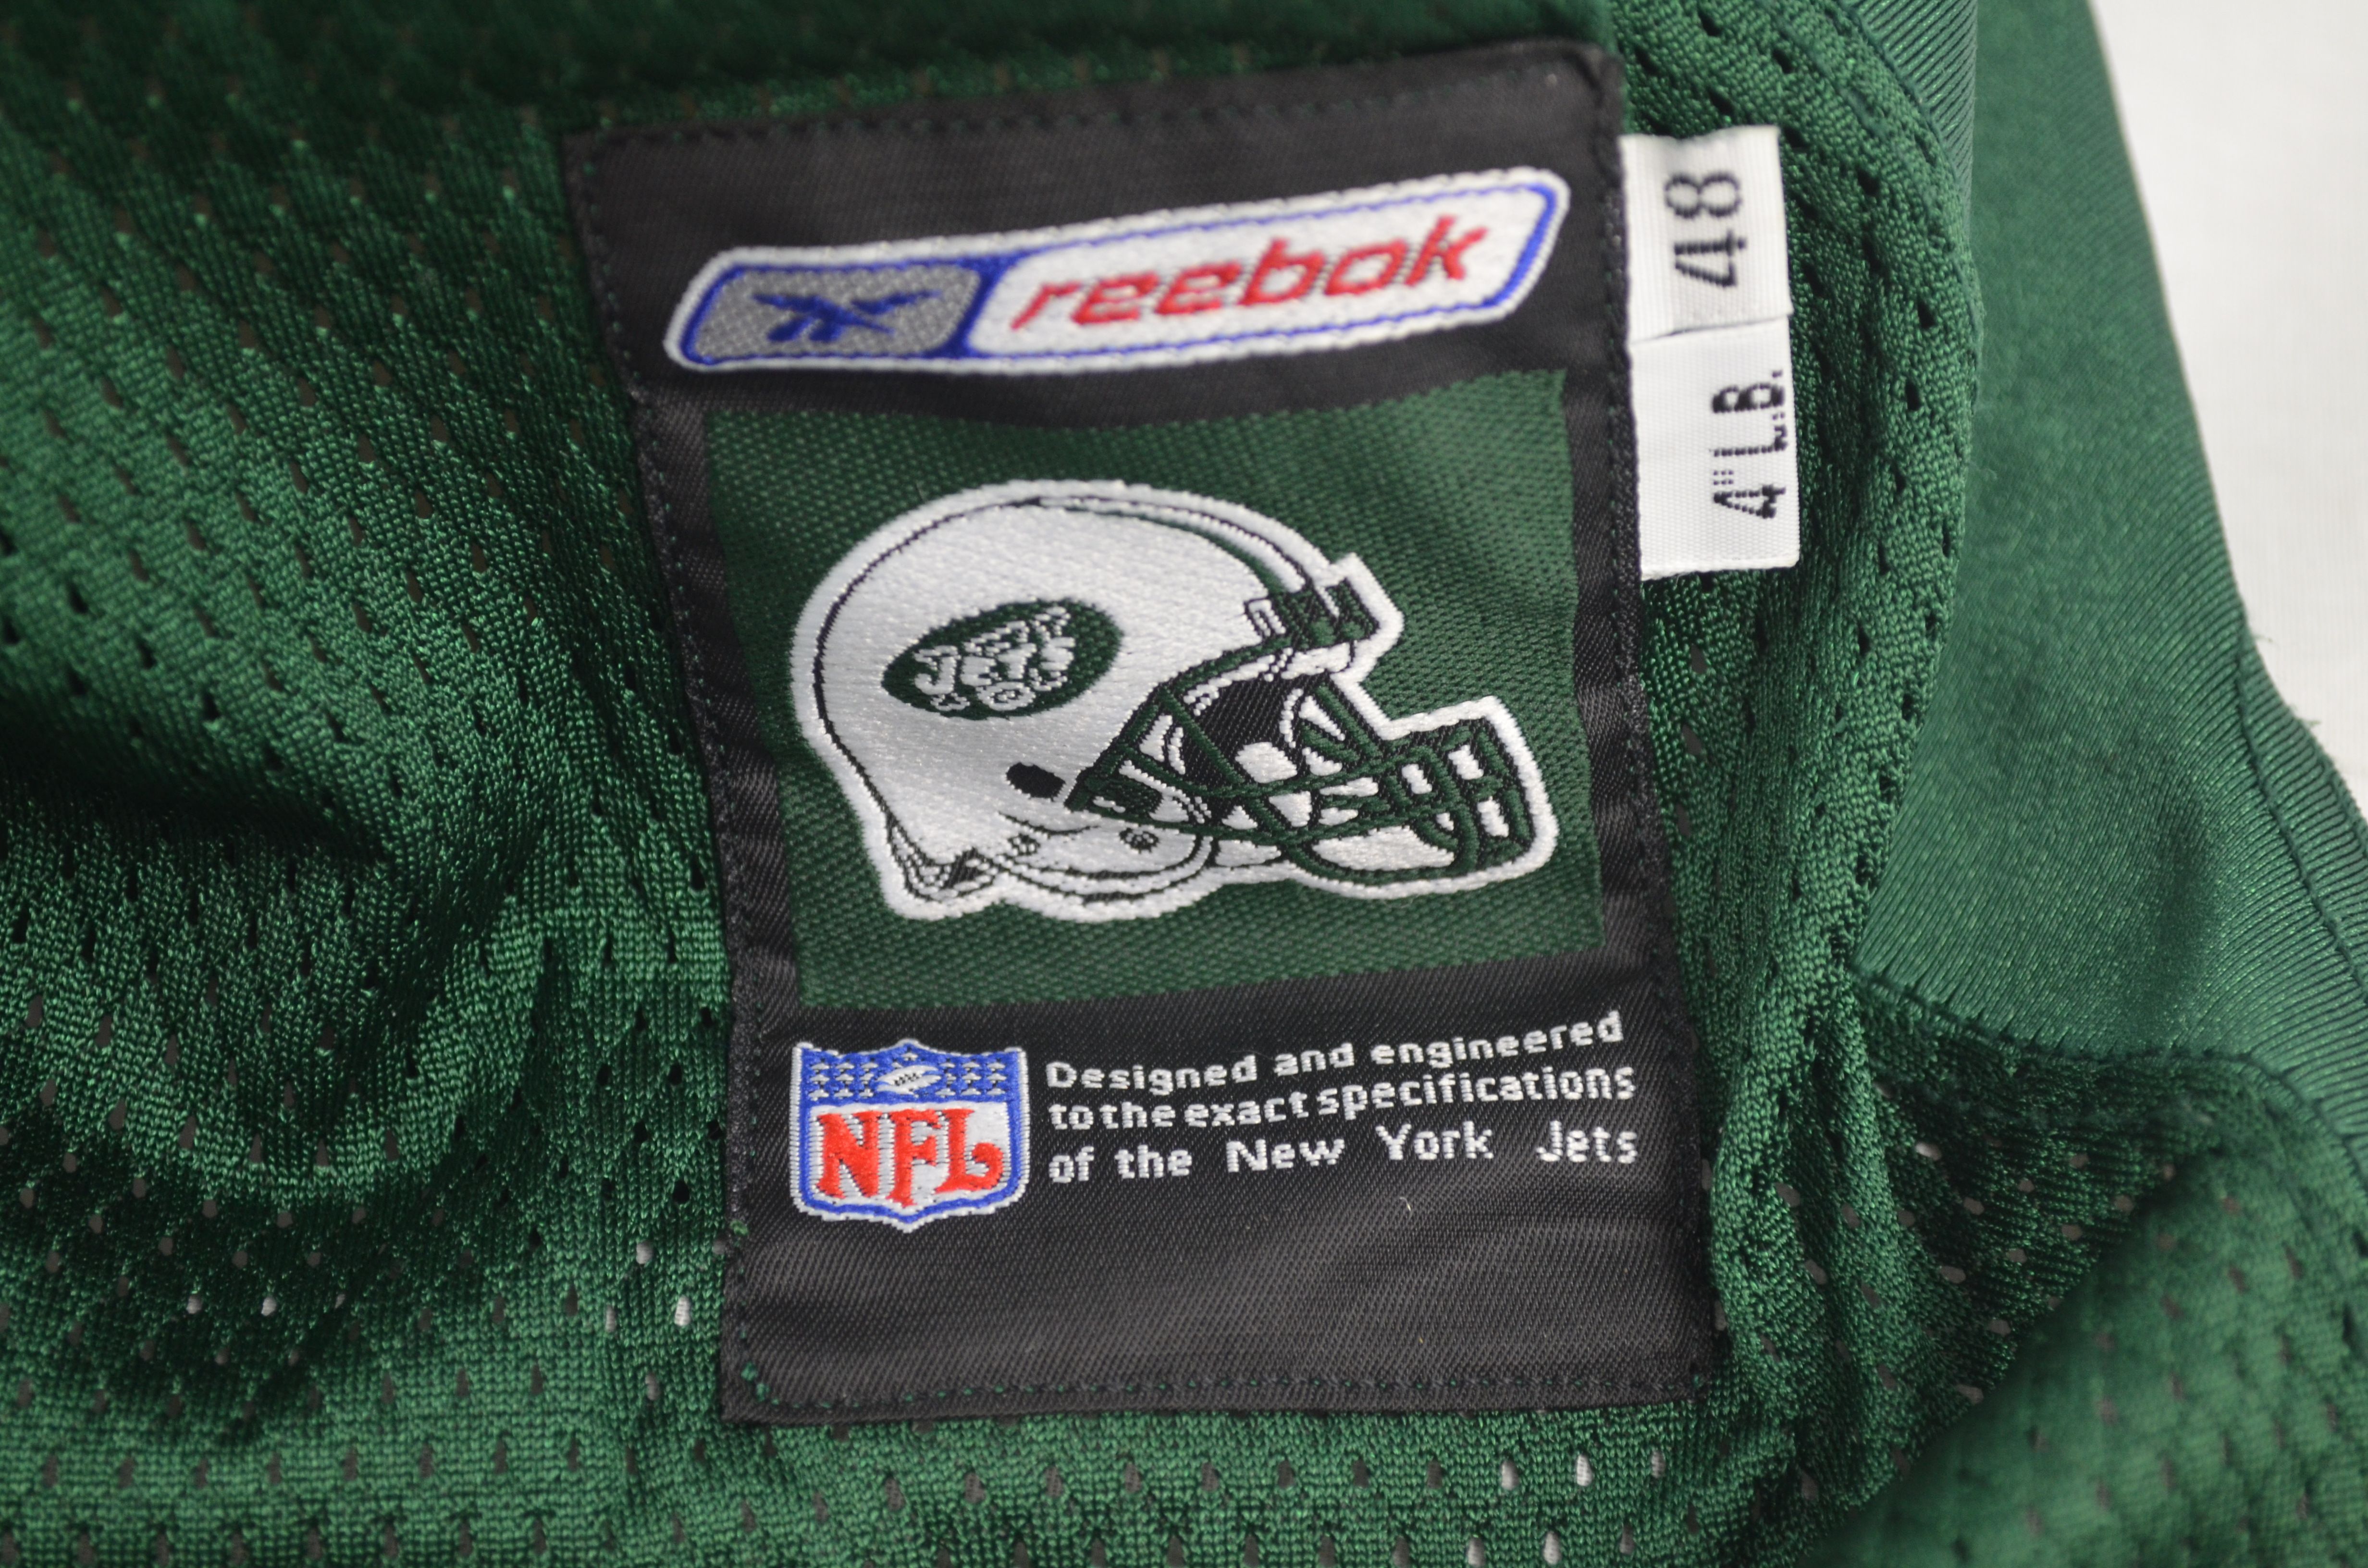 reebok
48
4" L.B.
JETS
NFL
Designed and engineered
to the exact specifications
of the New York Jets